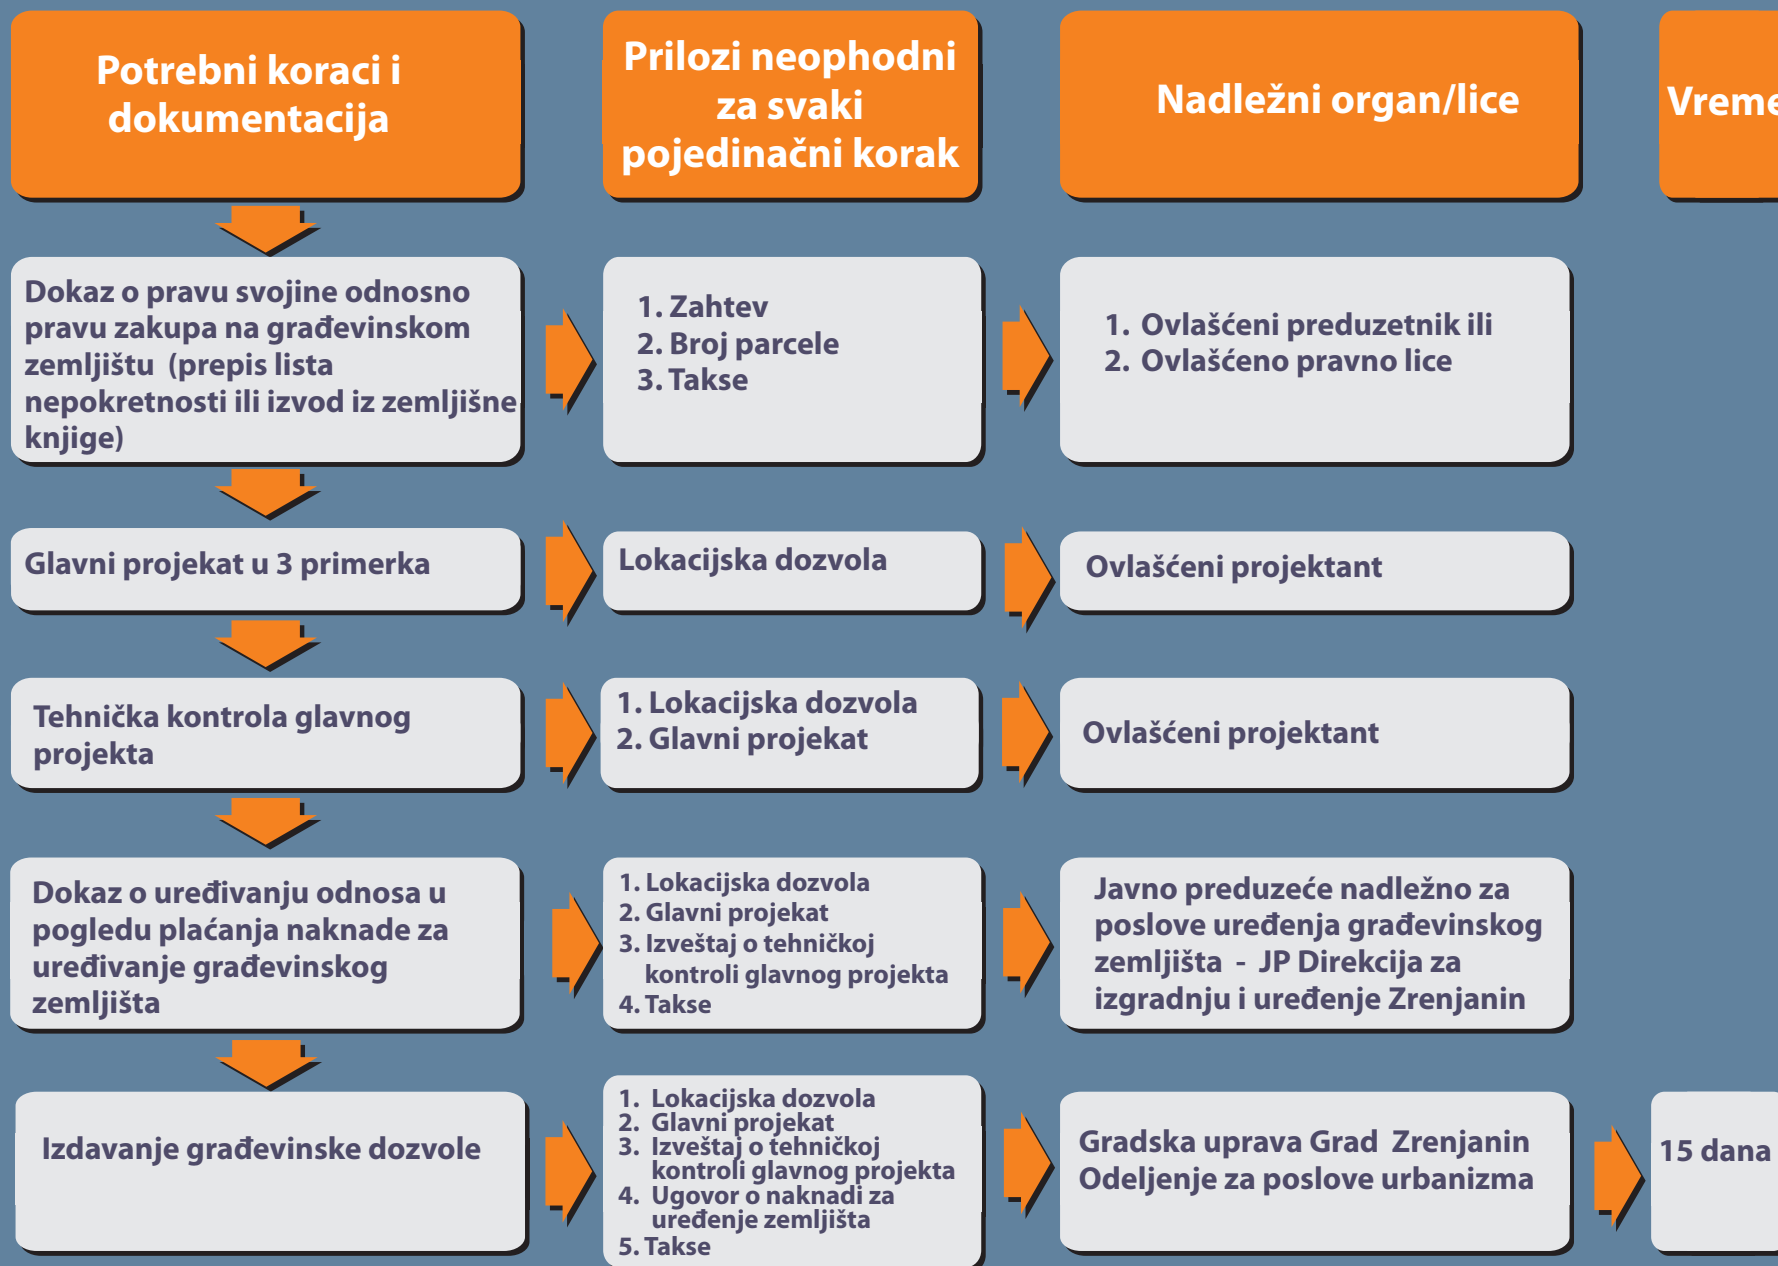 Potrebni koraci i
dokumentacija
Prilozi neophodni
za svaki
pojedinačni korak
Nadležni organ/lice
Vreme
Dokaz o pravu svojine odnosno
pravu zakupa na građevinskom
zemljištu (prepis lista
nepokretnosti ili izvod iz zemljišne
knjige)
1. Zahtev
2. Broj parcele
3. Takse
1. Ovlašćeni preduzetnik ili
2. Ovlašćeno pravno lice
Glavni projekat u 3 primerka
Lokacijska dozvola
Ovlašćeni projektant
Tehnička kontrola glavnog
projekta
1. Lokacijska dozvola
2. Glavni projekat
Ovlašćeni projektant
Dokaz o uređivanju odnosa u
pogledu plaćanja naknade za
uređivanje građevinskog
zemljišta
1. Lokacijska dozvola
2. Glavni projekat
3. Izveštaj o tehničkoj
kontroli glavnog projekta
4. Takse
Javno preduzeće nadležno za
poslove uređenja građevinskog
zemljišta - JP Direkcija za
izgradnju i uređenje Zrenjanin
Izdavanje građevinske dozvole
1. Lokacijska dozvola
2. Glavni projekat
3. Izveštaj o tehničkoj
kontroli glavnog projekta
4. Ugovor o naknadi za
uređenje zemljišta
5. Takse
Gradska uprava Grad Zrenjanin
Odeljenje za poslove urbanizma
15 dana